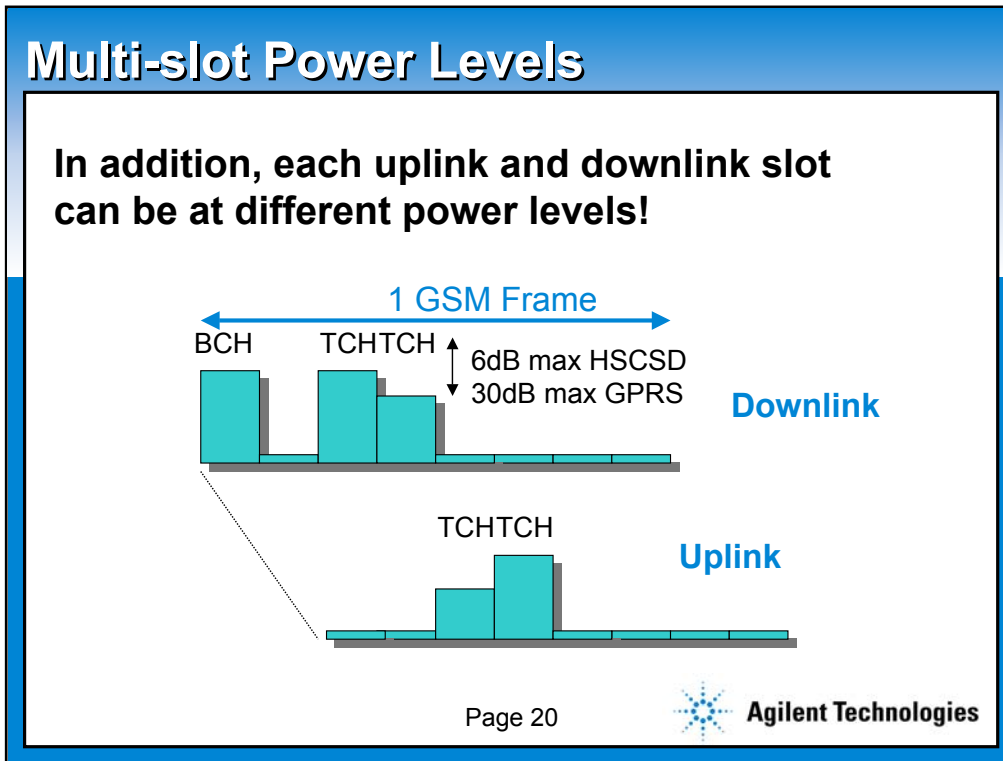 Multi-slot Power Levels
In addition, each uplink and downlink slot
can be at different power levels!
1 GSM Frame
BCH
TCHTCH
6dB max HSCSD
30dB max GPRS
Downlink
TCHTCH
Uplink
Page 20
Agilent Technologies